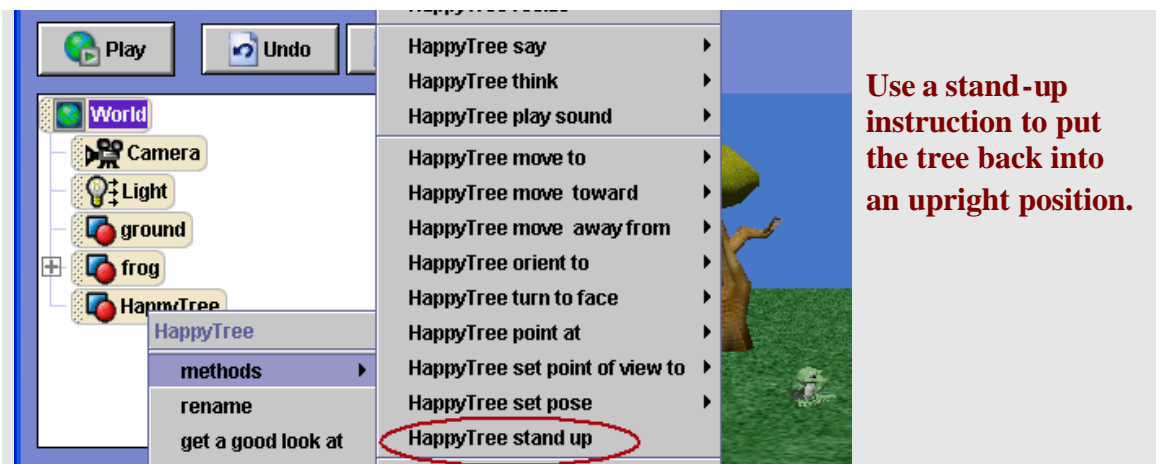 Play
Undo
World
Camera
Light
ground
frog
HappyTree
HappyTree
methods
rename
get a good look at
HappyTree resize
HappyTree say
HappyTree think
HappyTree play sound
HappyTree move to
HappyTree move toward
HappyTree move away from
HappyTree orient to
HappyTree turn to face
HappyTree point at
HappyTree set point of view to
HappyTree set pose
HappyTree stand up
Use a stand-up
instruction to put
the tree back into
an upright position.